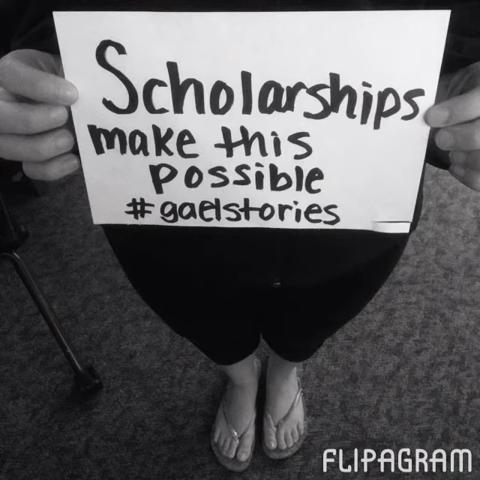 Scholarships
make this
possible
#gaelstories
FLIPAGRAM